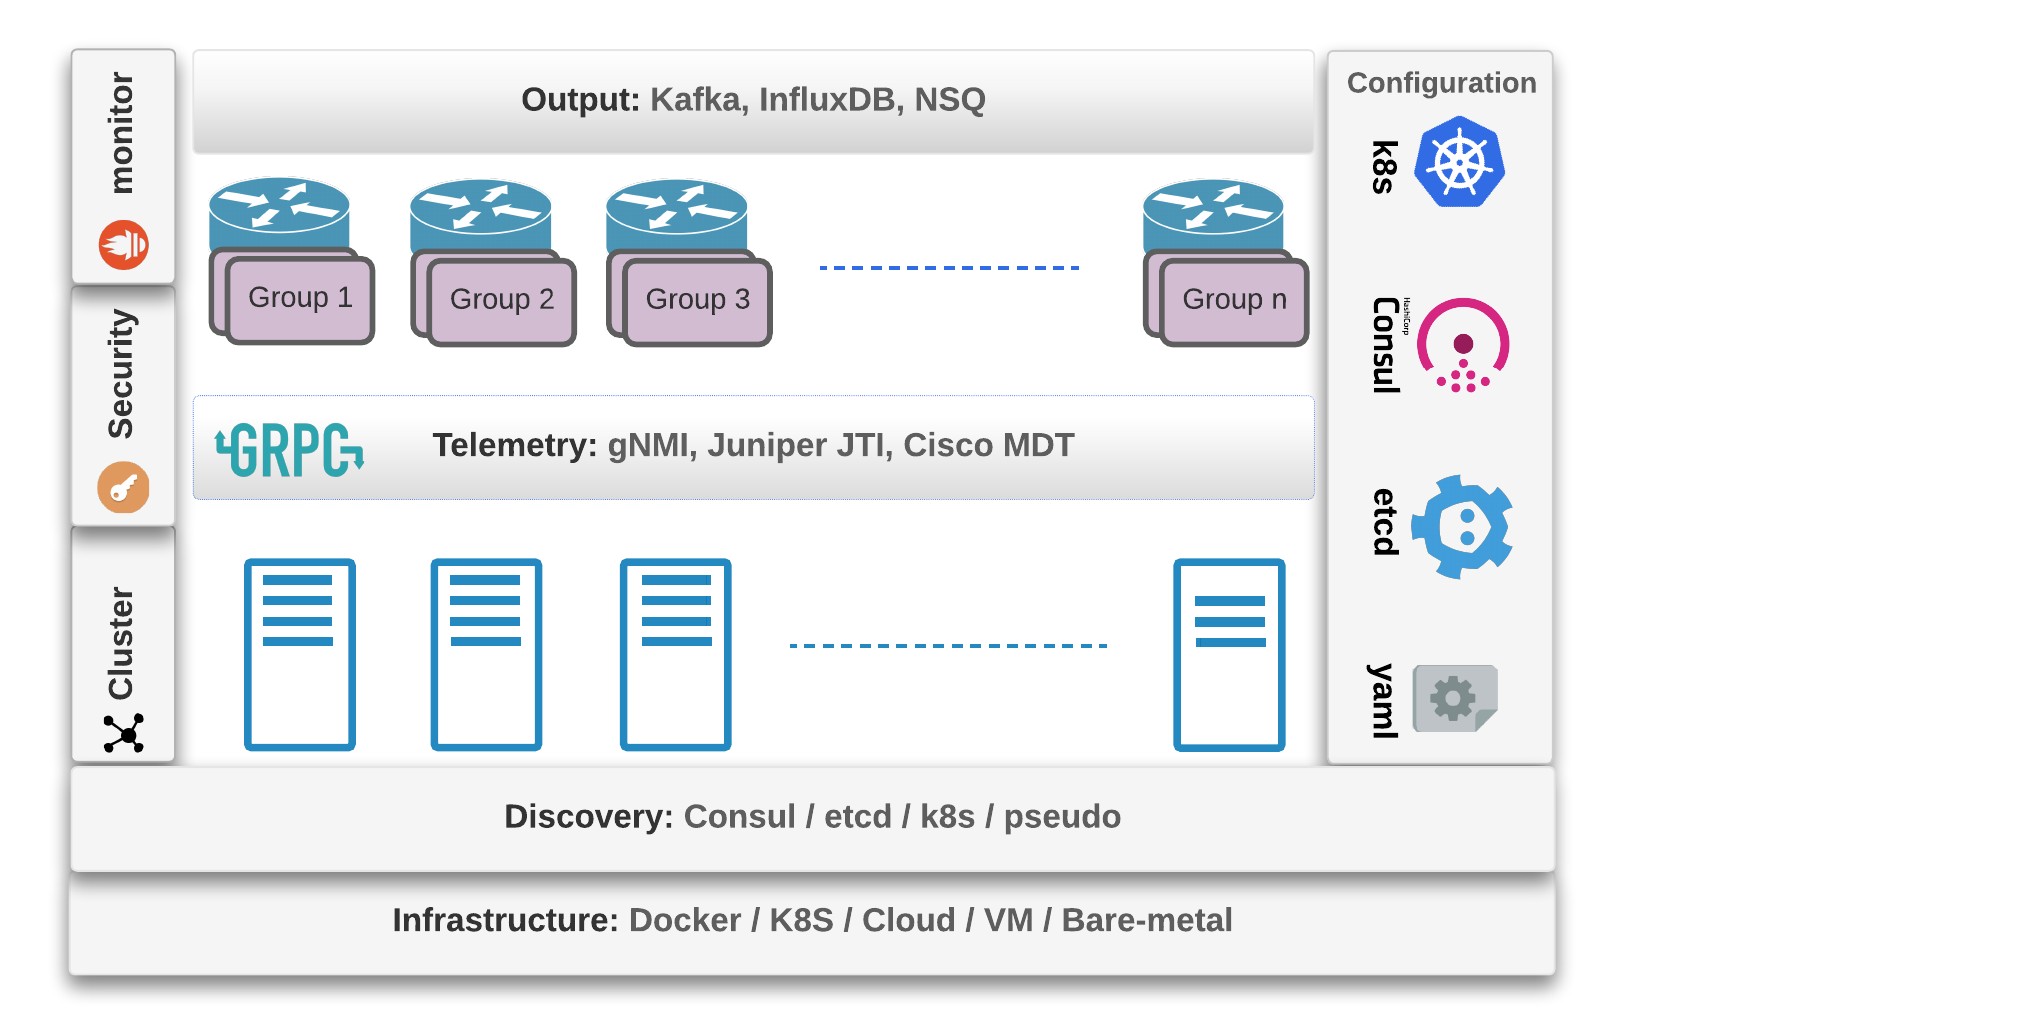 monitor
Security
Cluster
Output: Kafka, InfluxDB, NSQ
Group 1
Group 2
Group 3
Group n
GRPC
Telemetry: gNMI, Juniper JTI, Cisco MDT
Configuration
k8s
HashiCorp
Consul
etcd
yaml
Discovery: Consul / etcd / k8s / pseudo
Infrastructure: Docker / K8S / Cloud / VM / Bare-metal